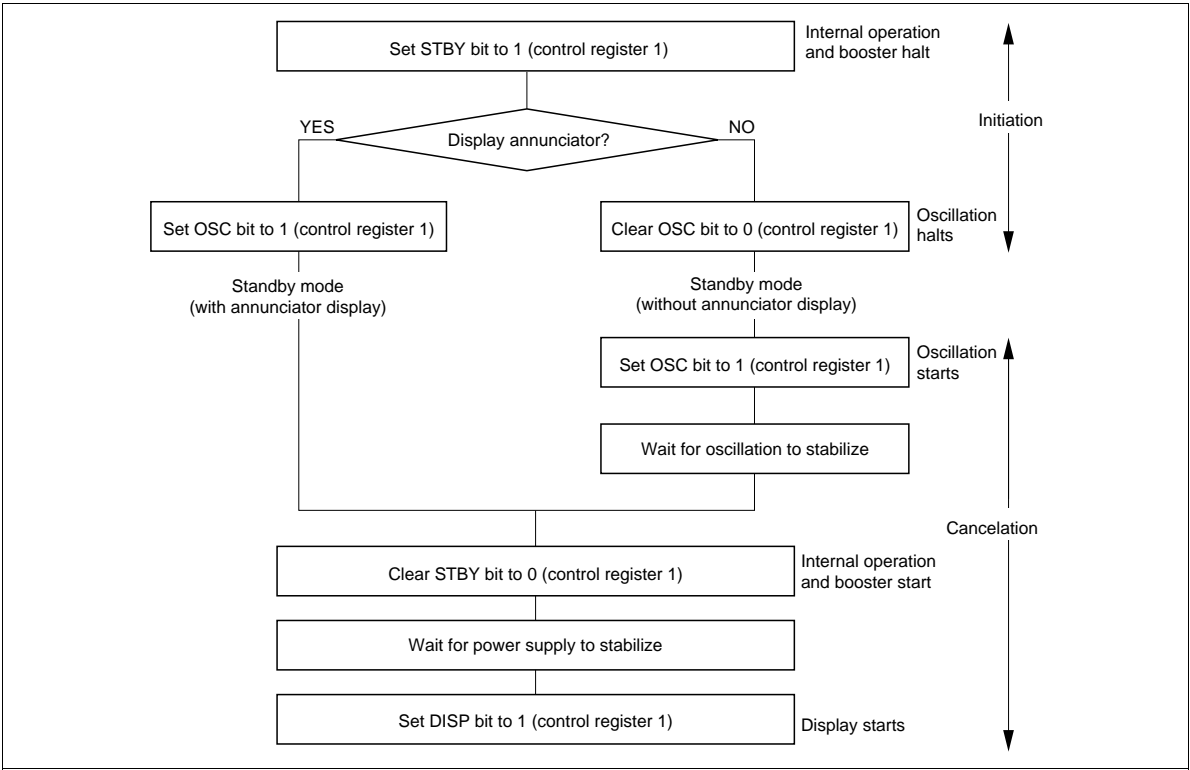 Set STBY bit to 1 (control register 1)
Internal operation
and booster halt
Initiation
YES
Display annunciator?
NO
Set OSC bit to 1 (control register 1)
Clear OSC bit to 0 (control register 1)
Oscillation
halts
Standby mode
(with annunciator display)
Standby mode
(without annunciator display)
Set OSC bit to 1 (control register 1)
Oscillation
starts
Wait for oscillation to stabilize
Cancelation
Clear STBY bit to 0 (control register 1)
Internal operation
and booster start
Wait for power supply to stabilize
Set DISP bit to 1 (control register 1)
Display starts